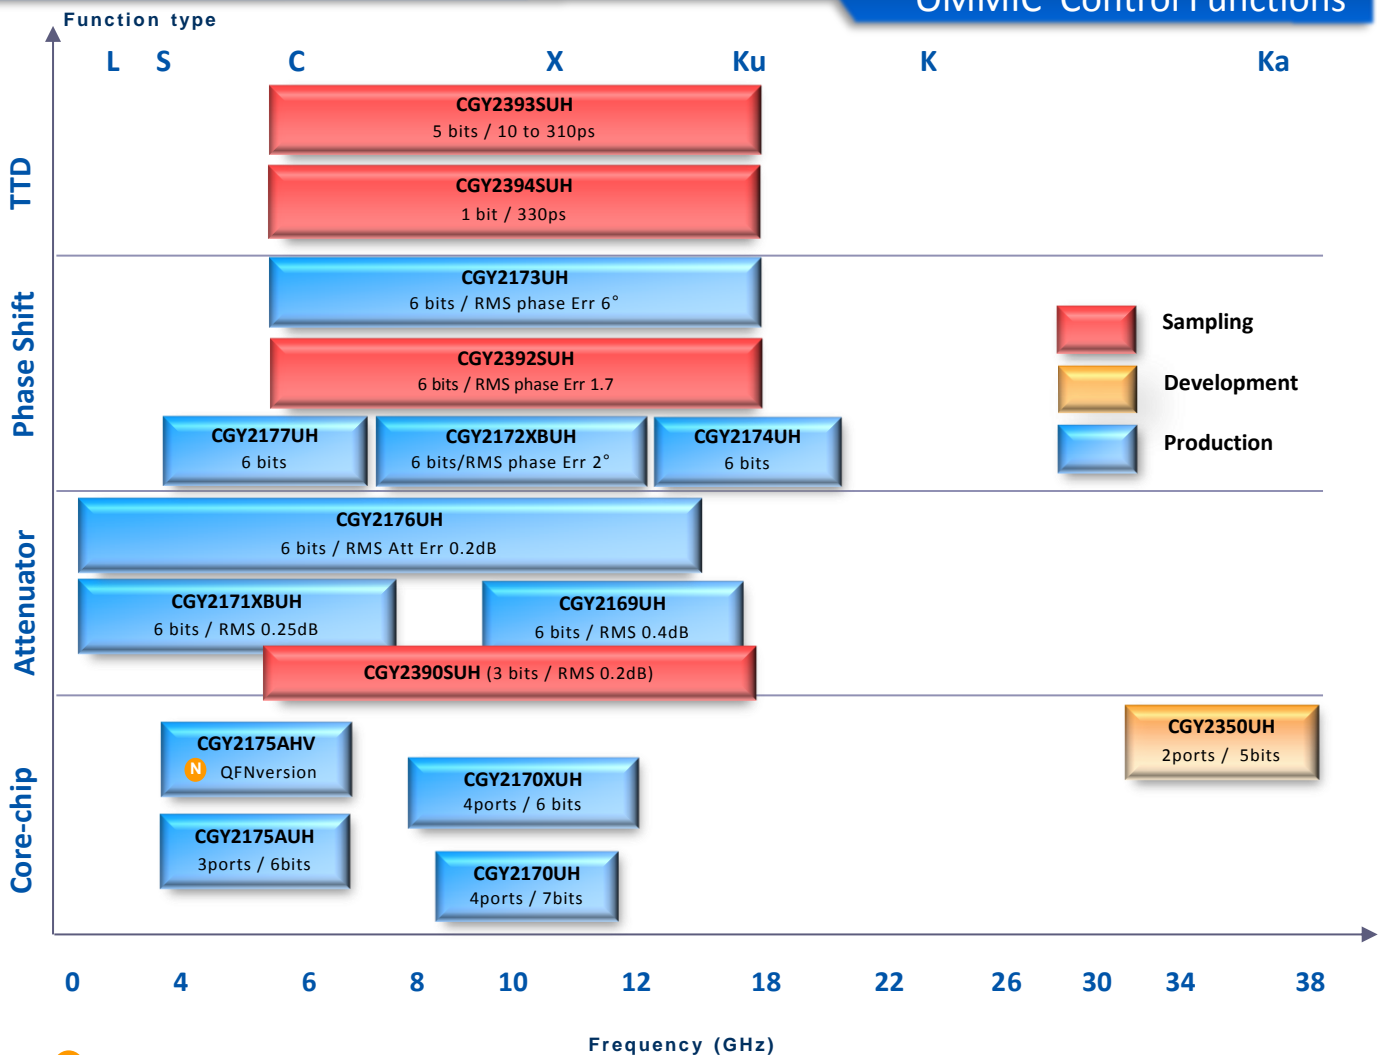 OMMIC Control Functions
Function type
L S C X Ku K Ka
TTD
CGY2393SUH
5 bits / 10 to 310ps
CGY2394SUH
1 bit / 330ps
Phase Shift
CGY2173UH
6 bits / RMS phase Err 6°
CGY2392SUH
6 bits / RMS phase Err 1.7
CGY2177UH
6 bits
CGY2172XBUH
6 bits/RMS phase Err 2°
CGY2174UH
6 bits
Sampling
Development
Production
Attenuator
CGY2176UH
6 bits / RMS Att Err 0.2dB
CGY2171XBUH
6 bits / RMS 0.25dB
CGY2169UH
6 bits / RMS 0.4dB
CGY2390SUH (3 bits / RMS 0.2dB)
Core-chip
CGY2175AHV
N QFNversion
CGY2175AUH
3ports / 6bits
CGY2170XUH
4ports / 6 bits
CGY2170UH
4ports / 7bits
CGY2350UH
2ports / 5bits
0 4 6 8 10 12 18 22 26 30 34 38
Frequency (GHz)